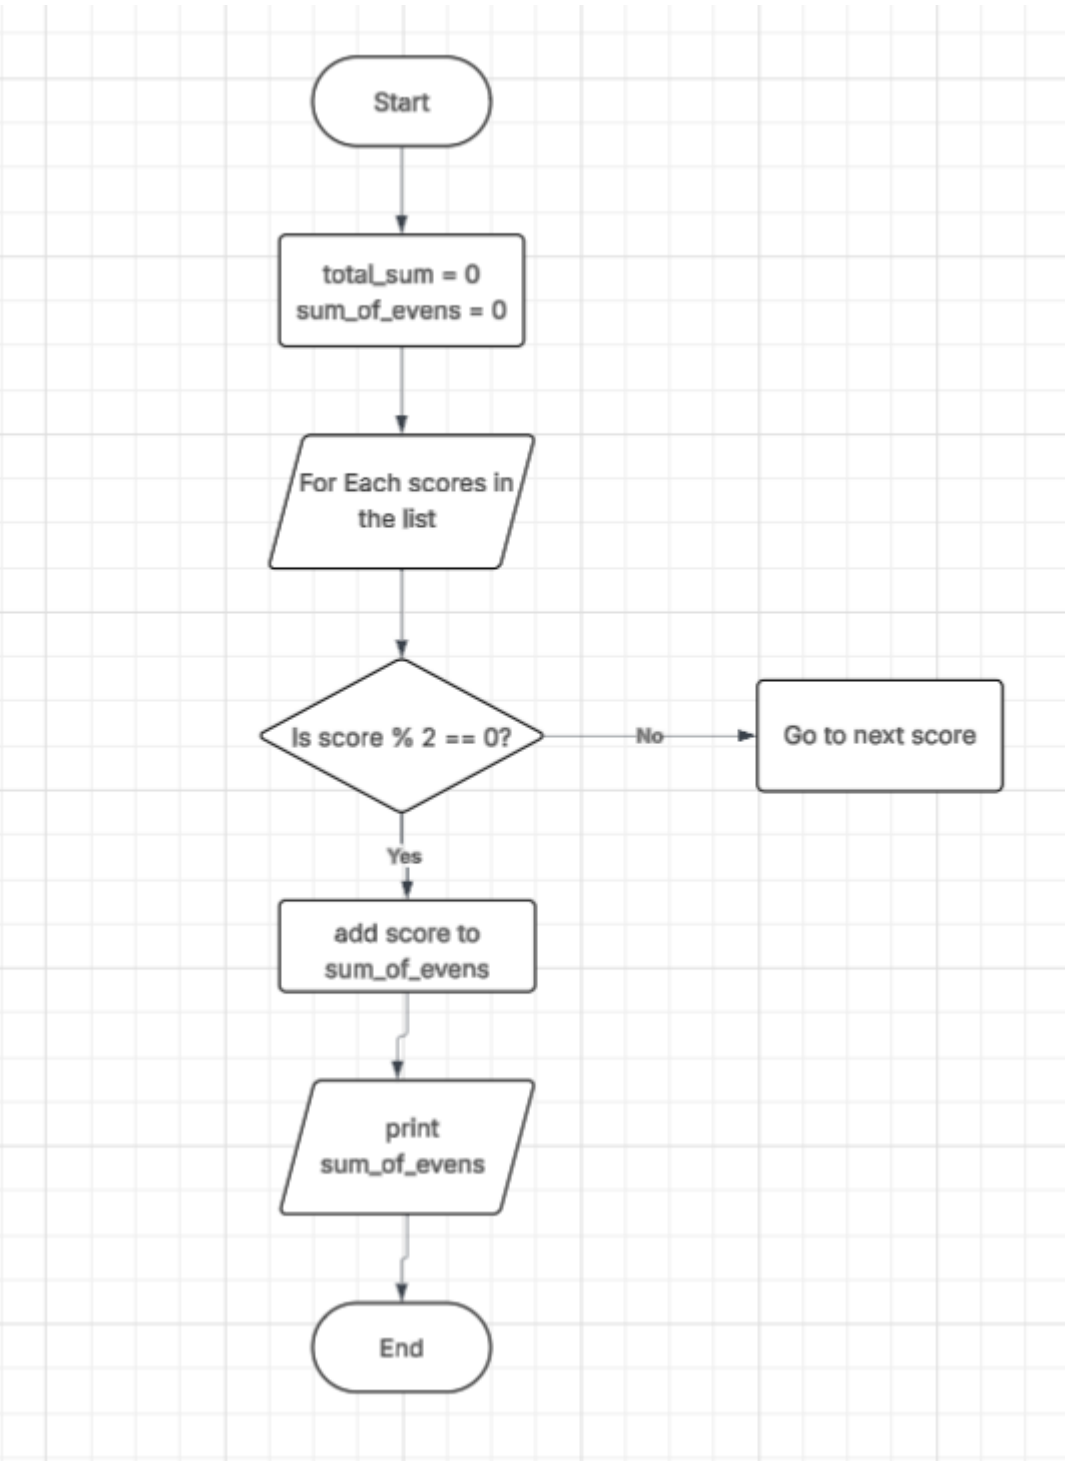 Start
total_sum = 0
sum_of_evens = 0
For Each scores in
the list
Is score % 2 == 0?
No
Go to next score
Yes
add score to
sum_of_evens
print
sum_of_evens
End